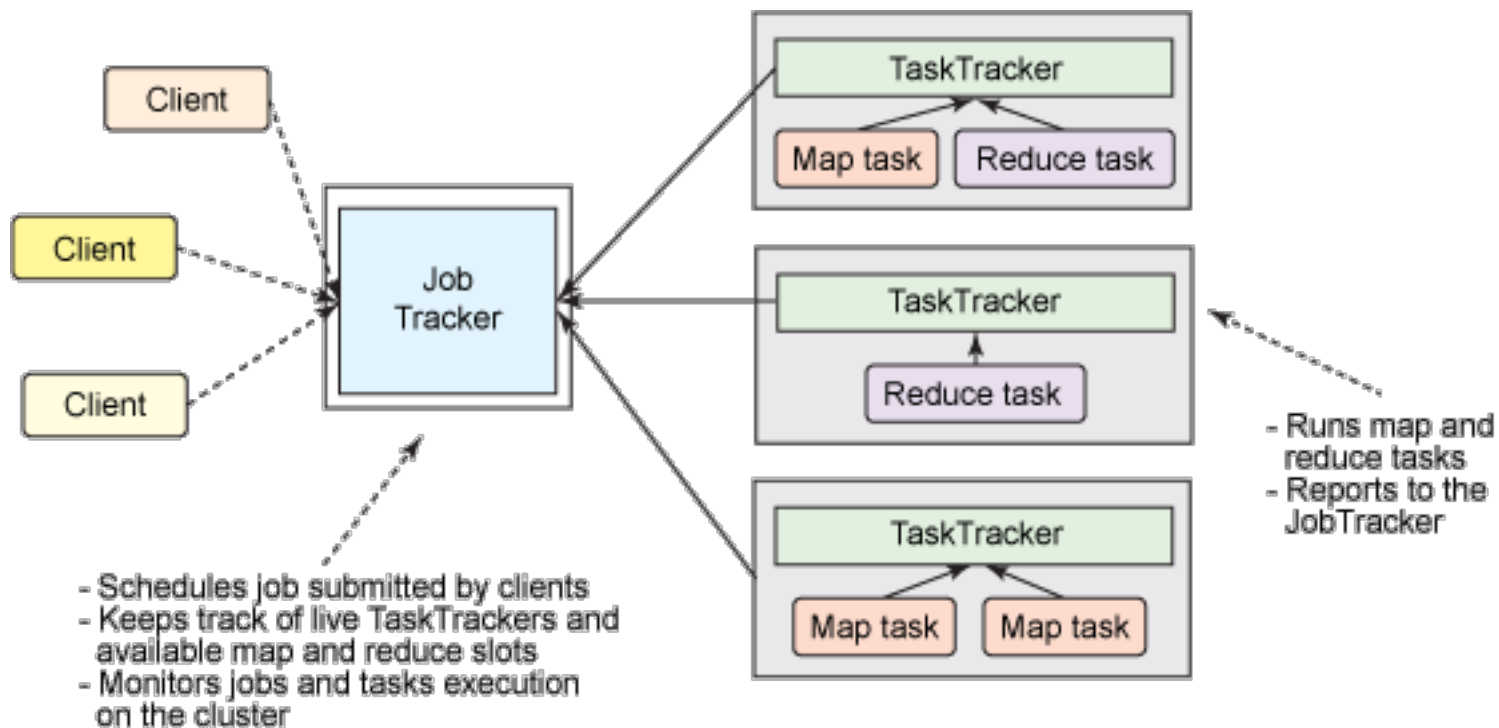 Client
Client
Client
Job
Tracker
- Schedules job submitted by clients
- Keeps track of live TaskTrackers and
available map and reduce slots
- Monitors jobs and tasks execution
on the cluster
TaskTracker
Map task
Reduce task
TaskTracker
Reduce task
TaskTracker
Map task
Map task
- Runs map and
reduce tasks
- Reports to the
JobTracker